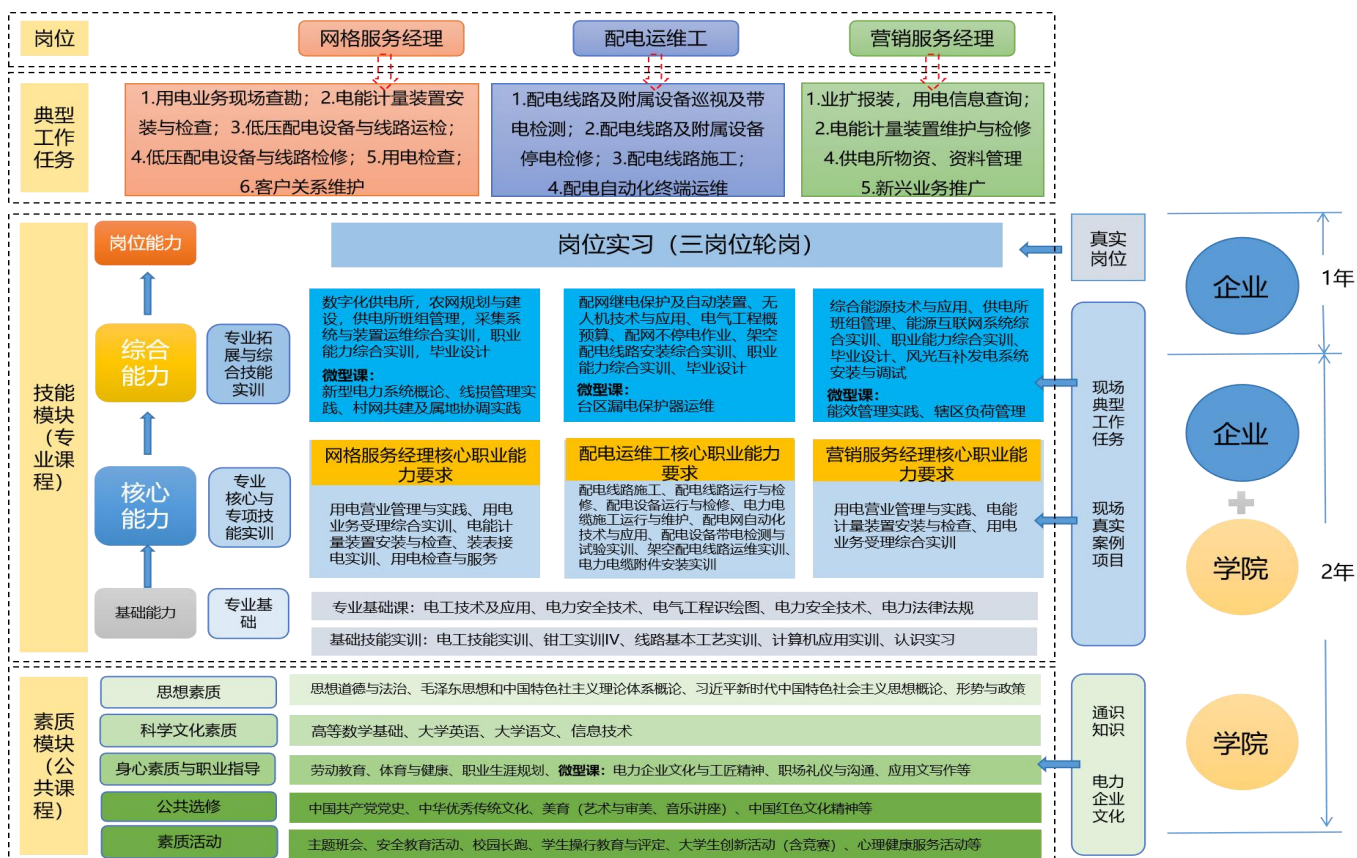 岗位
网格服务经理
配电运维工
营销服务经理
典型
工作
任务
1.用电业务现场查勘；2.电能计量装置安
装与检查；3.低压配电设备与线路运检；
4.低压配电设备与线路检修；5.用电检查；
6.客户关系维护
1.配电线路及附属设备巡视及带
电检测；2.配电线路及附属设备
停电检修；3.配电线路施工；
4.配电自动化终端运维
1.业扩报装，用电信息查询；
2.电能计量装置维护与检修
4.供电所物资、资料管理
5.新兴业务推广
技能
模块
（专
业课
程）
岗位能力
岗位实习（三岗位轮岗）
真实
岗位
企业
1年
综合
能力
专业拓
展与综
合技能
实训
数字化供电所，农网规划与建
设，供电所班组管理，采集系
统与装置运维综合实训，职业
能力综合实训，毕业设计
微型课：
新型电力系统概论、线损管理实
践、村网共建及属地协调实践
配网继电保护及自动装置、无
人机技术与应用、电气工程概
预算、配网不停电作业、架空
配电线路安装综合实训、职业
能力综合实训、毕业设计
微型课：
台区漏电保护器运维
综合能源技术与应用、供电所
班组管理、能源互联网系统综
合实训、职业能力综合实训、
毕业设计、风光互补发电系统
安装与调试
微型课：
能效管理实践、辖区负荷管理
现场
典型
工作
任务
现场
真实
案例
项目
企业
学院
2年
核心
能力
专业
核心与
专项技
能实训
网格服务经理核心职业能
力要求
用电营业管理与实践、用电
业务受理综合实训、电能计
量装置安装与检查、装表接
电实训、用电检查与服务
配电运维工核心职业能力
要求
配电线路施工、配电线路运行与检
修、配电设备运行与检修、电力电
缆施工运行与维护、配电网自动化
技术与应用、配电设备带电检测与
试验实训、架空配电线路运维实训、
电力电缆附件安装实训
营销服务经理核心职业能
力要求
用电营业管理与实践、电能
计量装置安装与检查、用电
业务受理综合实训
基础能力
专业基
础
专业基础课：电工技术及应用、电力安全技术、电气工程识绘图、电力安全技术、电力法律法规
基础技能实训：电工技能实训、钳工实训IV、线路基本工艺实训、计算机应用实训、认识实习
素质
模块
（公
共课
程）
思想素质
思想道德与法治、毛泽东思想和中国特色社主义理论体系概论、习近平新时代中国特色社会主义思想概论、形势与政策
科学文化素质
高等数学基础、大学英语、大学语文、信息技术
身心素质与职业指导
劳动教育、体育与健康、职业生涯规划、微型课：电力企业文化与工匠精神、职场礼仪与沟通、应用文写作等
公共选修
中国共产党党史、中华优秀传统文化、美育（艺术与审美、音乐讲座）、中国红色文化精神等
素质活动
主题班会、安全教育活动、校园长跑、学生操行教育与评定、大学生创新活动（含竞赛）、心理健康服务活动等
通识
知识
电力
企业
文化
学院